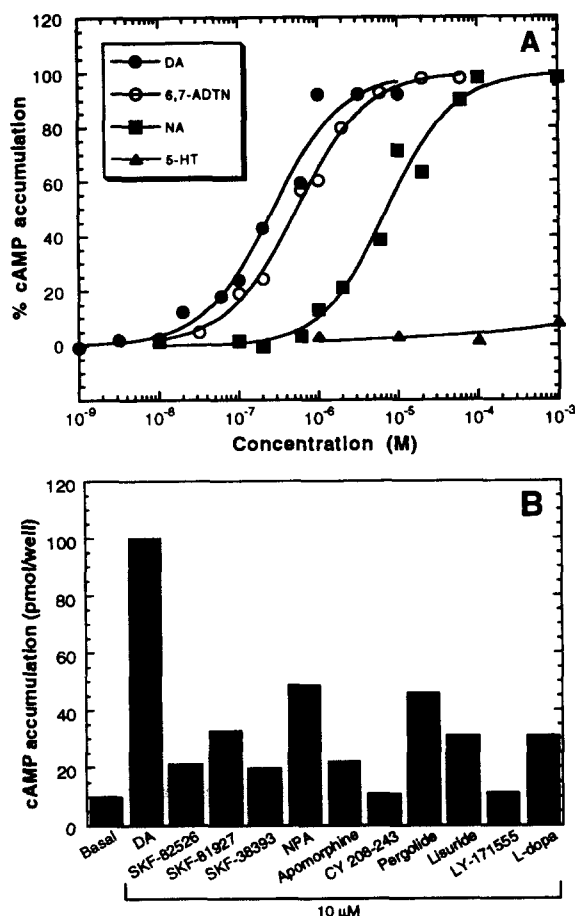 A
DA
6,7-ADTN
NA
5-HT
% cAMP accumulation
120
100
80
60
40
20
0
10⁻⁹
10⁻⁸
10⁻⁷
10⁻⁶
10⁻⁵
10⁻⁴
10⁻³
Concentration (M)
B
cAMP accumulation (pmol/well)
120
100
80
60
40
20
0
Basal
DA
SKF-82526
SKF-81927
SKF-38393
NPA
Apomorphine
CY 208-243
Pergolide
Lisuride
LY-171555
L-dopa
10 µM